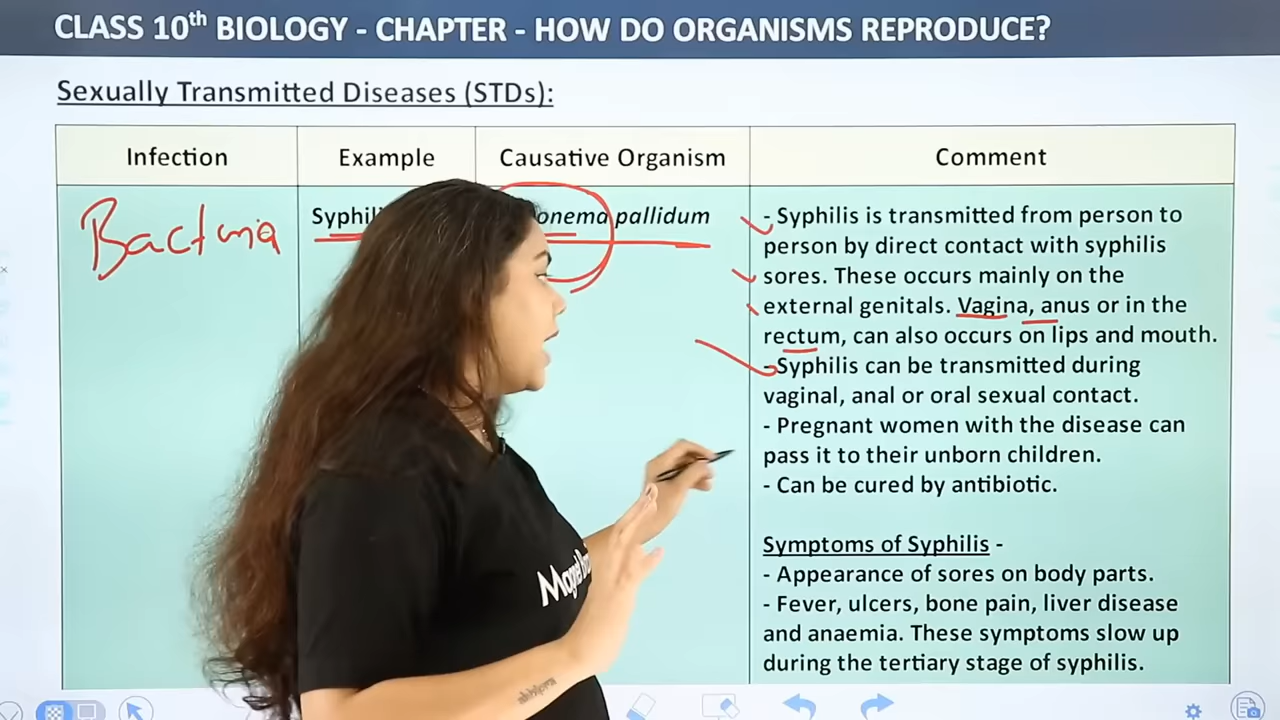 CLASS 10th BIOLOGY - CHAPTER - HOW DO ORGANISMS REPRODUCE?
Sexually Transmitted Diseases (STDs):
Infection Example Causative Organism Comment
Bacteria
pallidum
- Syphilis is transmitted from person to
person by direct contact with syphilis
sores. These occurs mainly on the
external genitals. Vagina, anus or in the
rectum, can also occurs on lips and mouth.
-Syphilis can be transmitted during
vaginal, anal or oral sexual contact.
- Pregnant women with the disease can
pass it to their unborn children.
- Can be cured by antibiotic.
Symptoms of Syphilis -
- Appearance of sores on body parts.
- Fever, ulcers, bone pain, liver disease
and anaemia. These symptoms slow up
during the tertiary stage of syphilis.